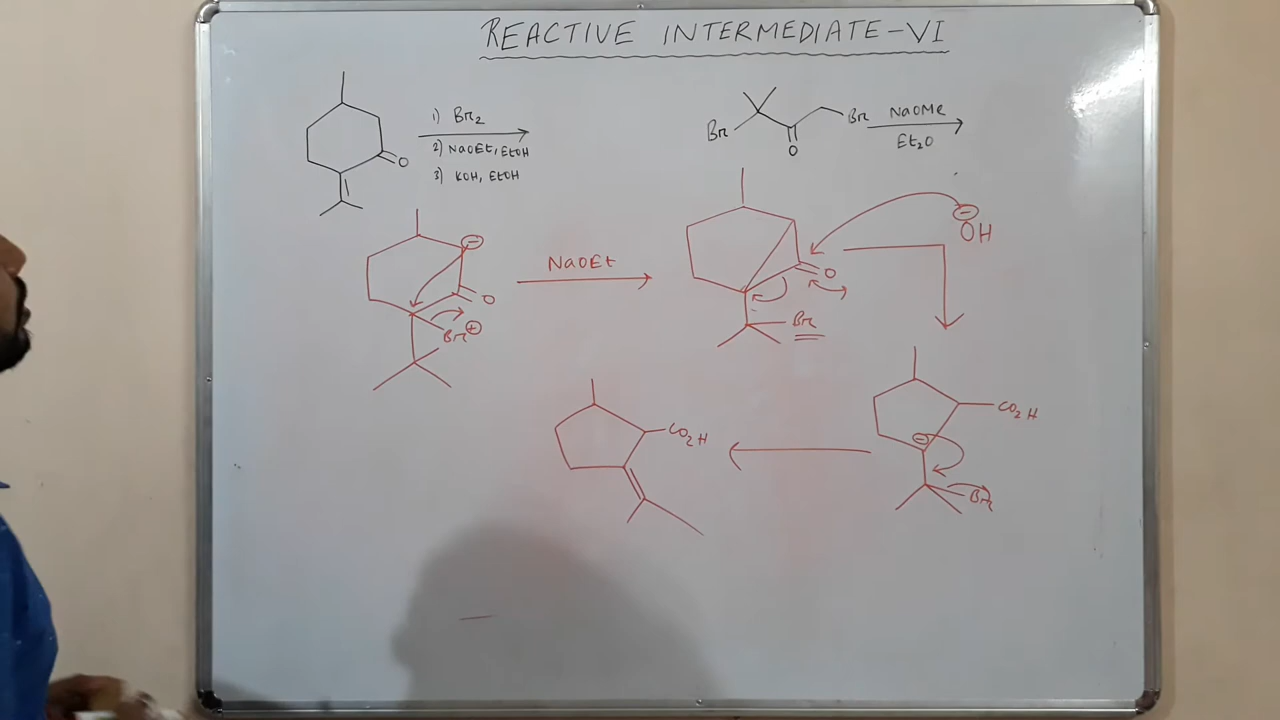 REACTIVE INTERMEDIATE-VI
1) Br2
2) NaOEt, EtOH
3) KOH, EtOH
O
Br
O
Br
NaOMe
Et2O
⊖
O
Br⊕
NaOEt
O
Br
⊖
OH
CO2H
⊖
Br
CO2H